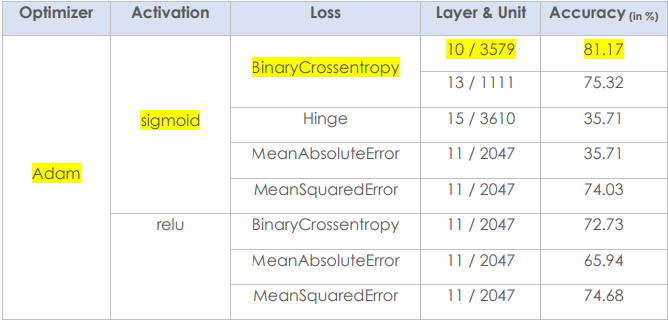 Optimizer Activation Loss Layer & Unit Accuracy (in %)
Adam sigmoid BinaryCrossentropy 10 / 3579 81.17
13 / 1111 75.32
Hinge 15 / 3610 35.71
MeanAbsoluteError 11 / 2047 35.71
MeanSquaredError 11 / 2047 74.03
relu BinaryCrossentropy 11 / 2047 72.73
MeanAbsoluteError 11 / 2047 65.94
MeanSquaredError 11 / 2047 74.68